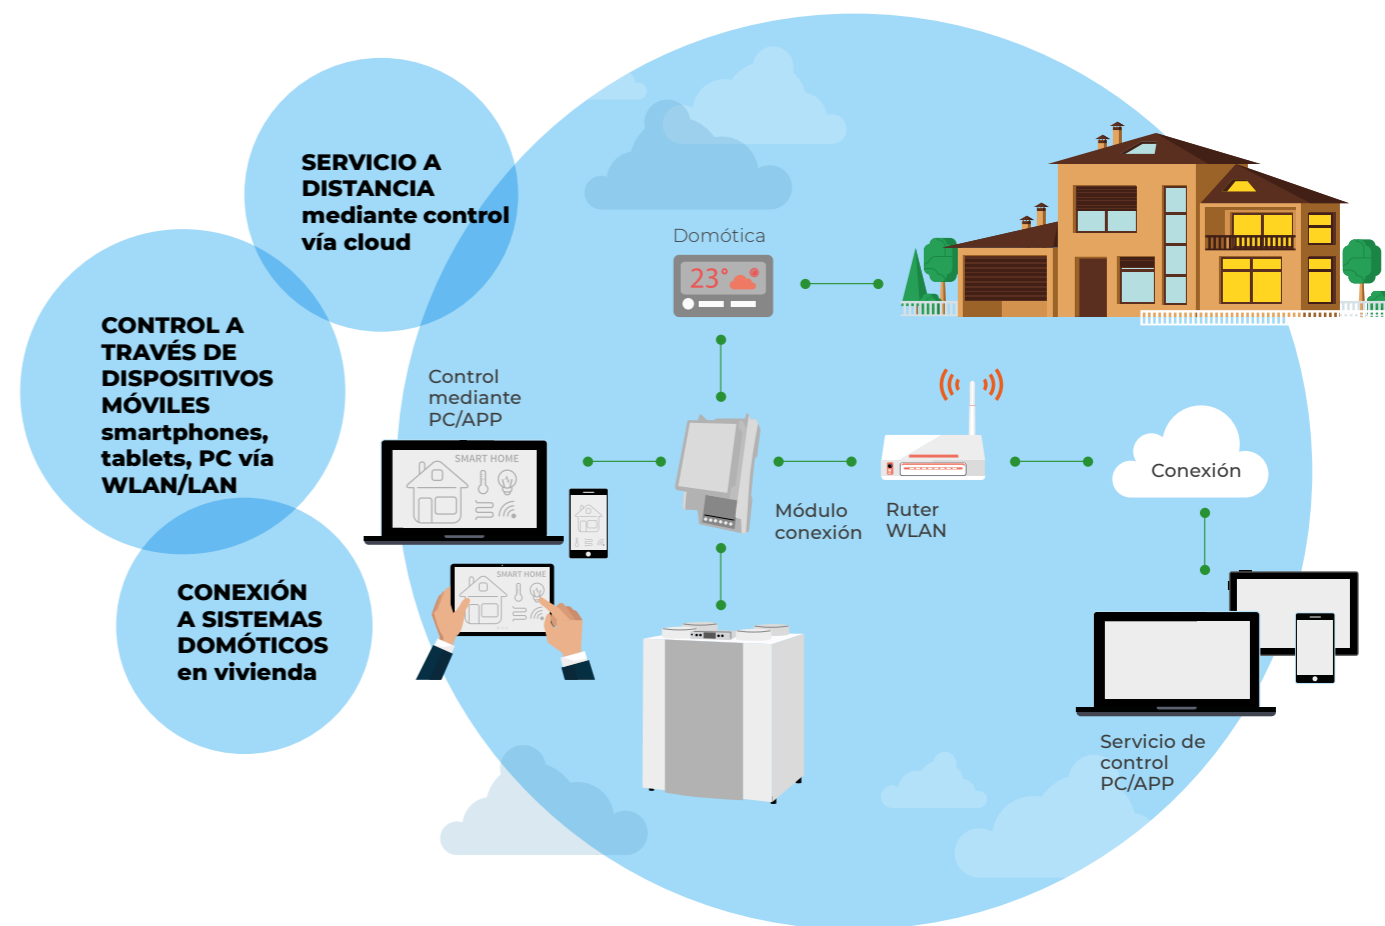 SERVICIO A
DISTANCIA
mediante control
vía cloud
CONTROL A
TRAVÉS DE
DISPOSITIVOS
MÓVILES
smartphones,
tablets, PC vía
WLAN/LAN
CONEXIÓN
A SISTEMAS
DOMÓTICOS
en vivienda
Domótica
23°
Control
mediante
PC/APP
SMART HOME
SMART HOME
Módulo
conexión
Ruter
WLAN
Conexión
Servicio de
control
PC/APP